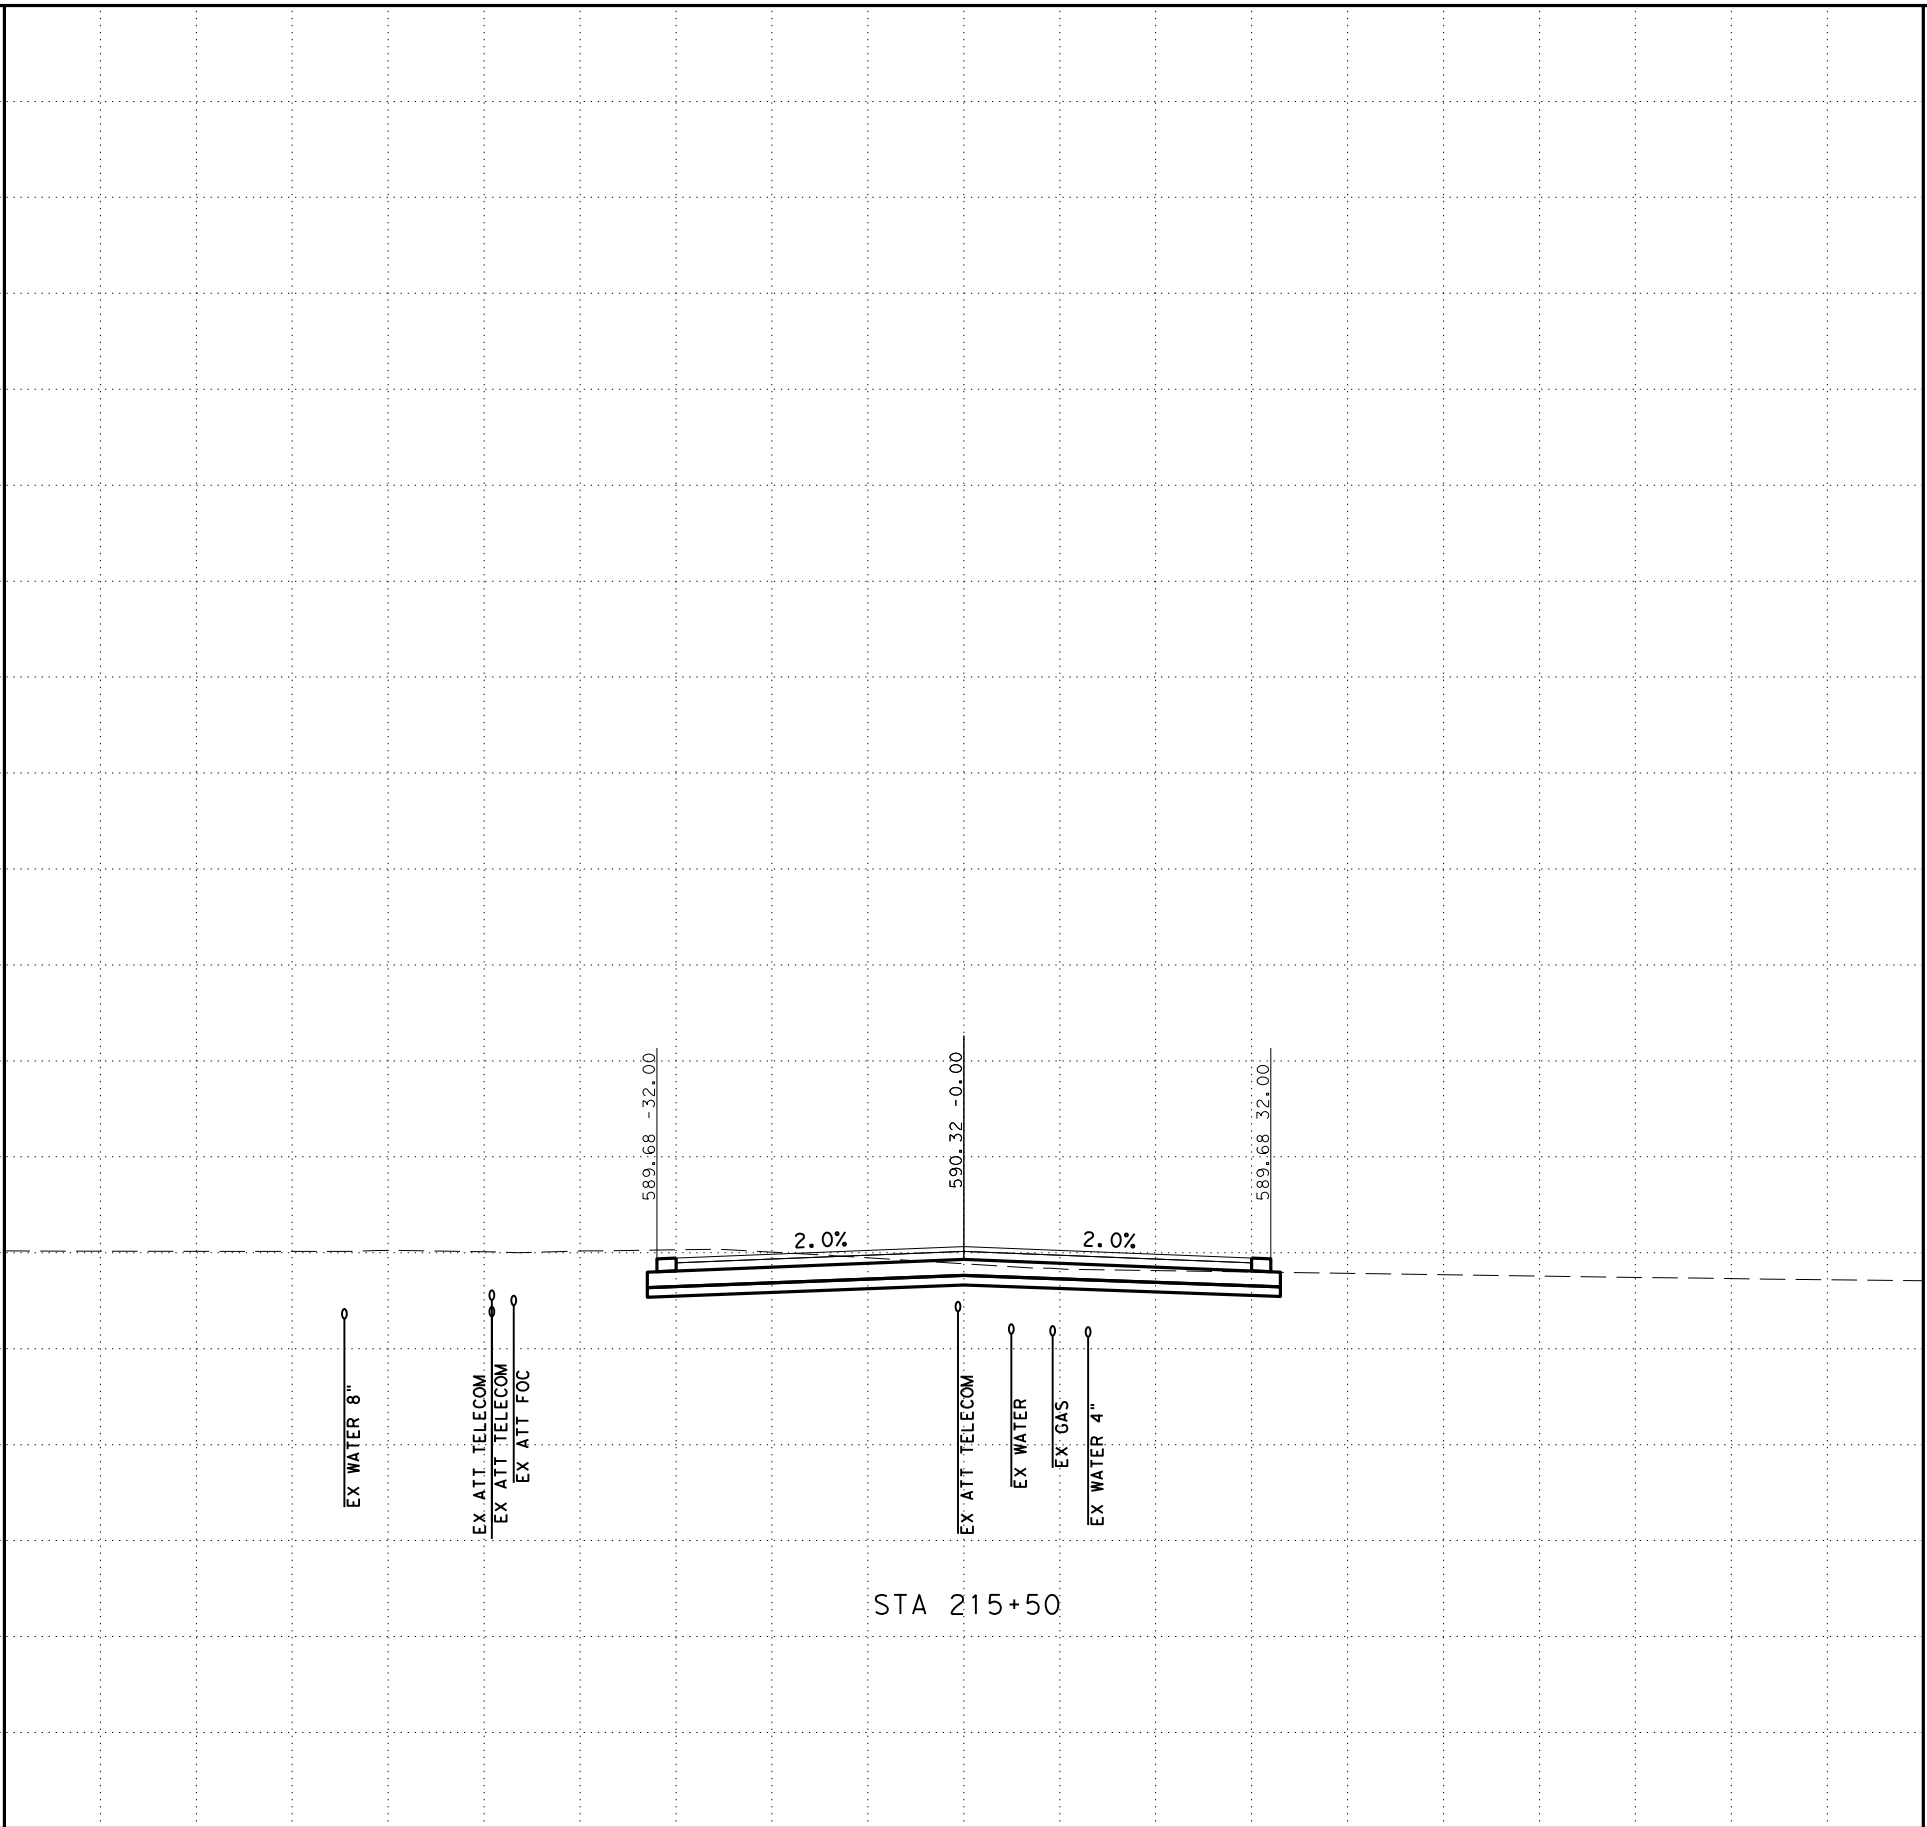 589.68 -32.00
590.32 -0.00
589.68 32.00
2.0%
2.0%
EX WATER 8"
EX ATT TELECOM
EX ATT TELECOM
EX ATT FOC
EX ATT TELECOM
EX WATER
EX GAS
EX WATER 4"
STA 215+50